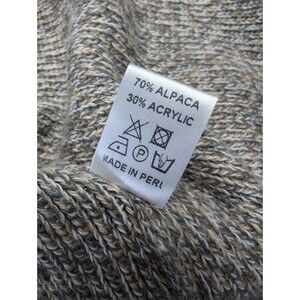 70% ALPACA
30% ACRYLIC
P
MADE IN PERU